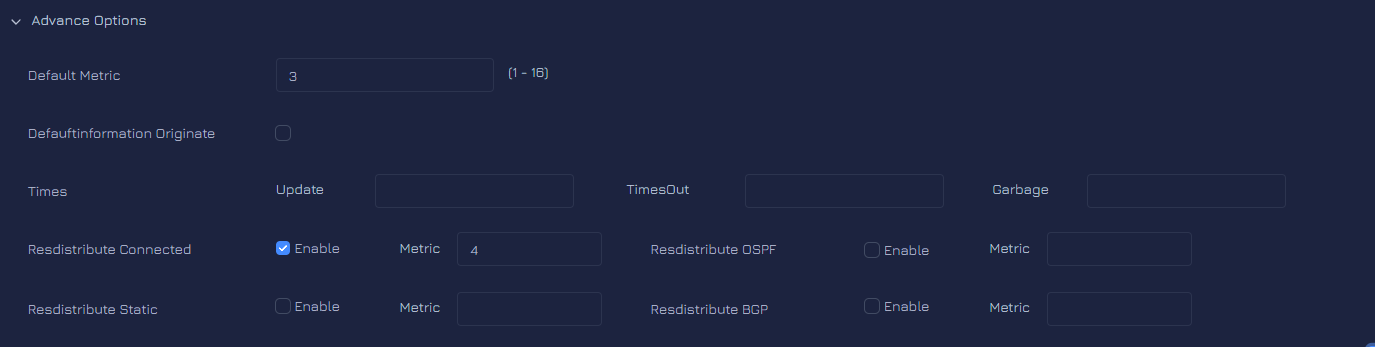 Advance Options
Default Metric 3 (1 - 16)
Defauftinformation Originate
Times Update TimesOut Garbage
Resdistribute Connected Enable Metric 4 Resdistribute OSPF Enable Metric
Resdistribute Static Enable Metric Resdistribute BGP Enable Metric